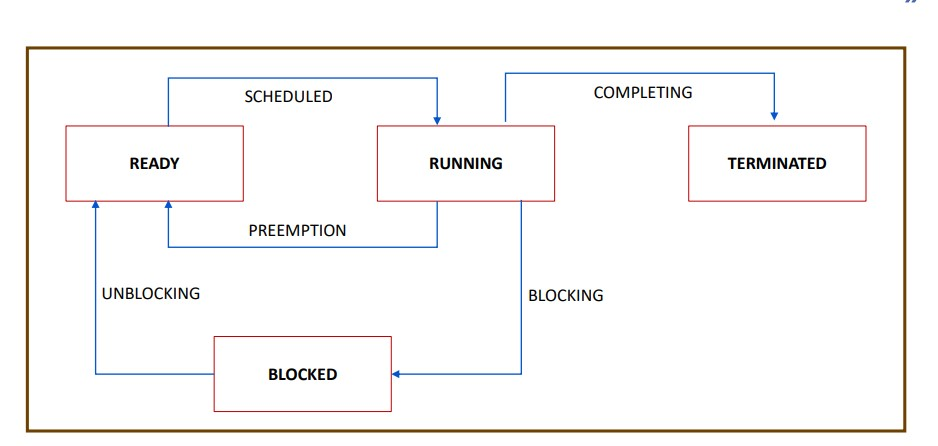 ”
SCHEDULED
COMPLETING
READY
RUNNING
TERMINATED
PREEMPTION
UNBLOCKING
BLOCKING
BLOCKED